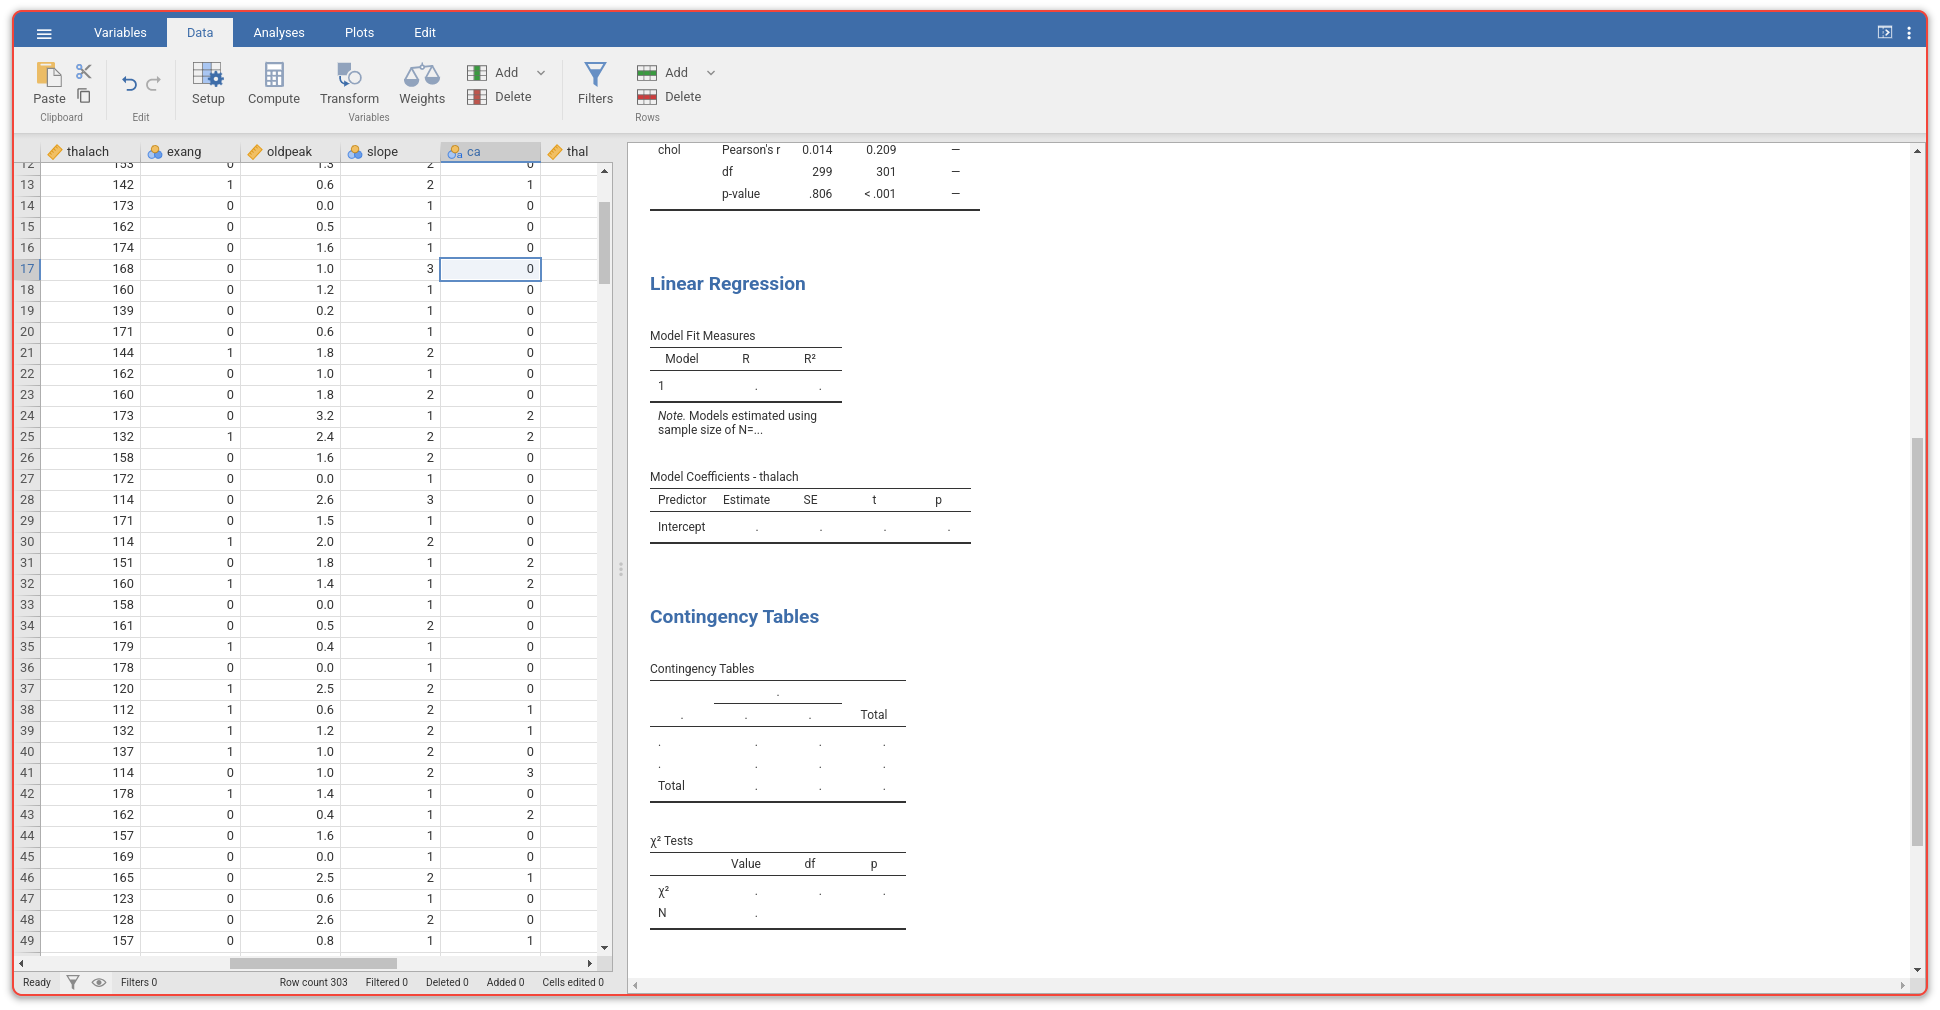 Variables Data Analyses Plots Edit
Paste Setup Compute Transform Weights Add Delete Filters Add Delete
Clipboard Edit Variables Rows
thalach exang oldpeak slope ca thal
12 153 0 1.3 2 0
13 142 1 0.6 2 1
14 173 0 0.0 1 0
15 162 0 0.5 1 0
16 174 0 1.6 1 0
17 168 0 1.0 3 0
18 160 0 1.2 1 0
19 139 0 0.2 1 0
20 171 0 0.6 1 0
21 144 1 1.8 2 0
22 162 0 1.0 1 0
23 160 0 1.8 2 0
24 173 0 3.2 1 2
25 132 1 2.4 2 2
26 158 0 1.6 2 0
27 172 0 0.0 1 0
28 114 0 2.6 3 0
29 171 0 1.5 1 0
30 114 1 2.0 2 0
31 151 0 1.8 1 2
32 160 1 1.4 1 2
33 158 0 0.0 1 0
34 161 0 0.5 2 0
35 179 1 0.4 1 0
36 178 0 0.0 1 0
37 120 1 2.5 2 0
38 112 1 0.6 2 1
39 132 1 1.2 2 1
40 137 1 1.0 2 0
41 114 0 1.0 2 3
42 178 1 1.4 1 0
43 162 0 0.4 1 2
44 157 0 1.6 1 0
45 169 0 0.0 1 0
46 165 0 2.5 2 1
47 123 0 0.6 1 0
48 128 0 2.6 2 0
49 157 0 0.8 1 1
Ready Filters 0 Row count 303 Filtered 0 Deleted 0 Added 0 Cells edited 0
chol Pearson's r 0.014 0.209 —
df 299 301 —
p-value .806 < .001 —
Linear Regression
Model Fit Measures
Model R R²
1 . .
Note. Models estimated using
sample size of N=...
Model Coefficients - thalach
Predictor Estimate SE t p
Intercept . . . .
Contingency Tables
Contingency Tables
.
. . . Total
. . . .
. . . .
Total . . .
χ² Tests
Value df p
χ² . . .
N .